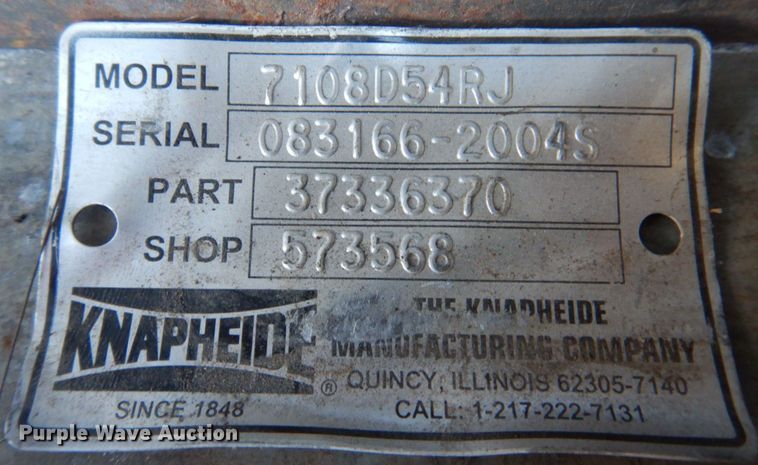 MODEL 7108D54RJ
SERIAL 083166-2004S
PART 37336370
SHOP 573568
KNAPHEIDE ®
SINCE 1848
THE KNAPHEIDE
MANUFACTURING COMPANY
QUINCY, ILLINOIS 62305-7140
CALL: 1-217-222-7131
Purple Wave Auction